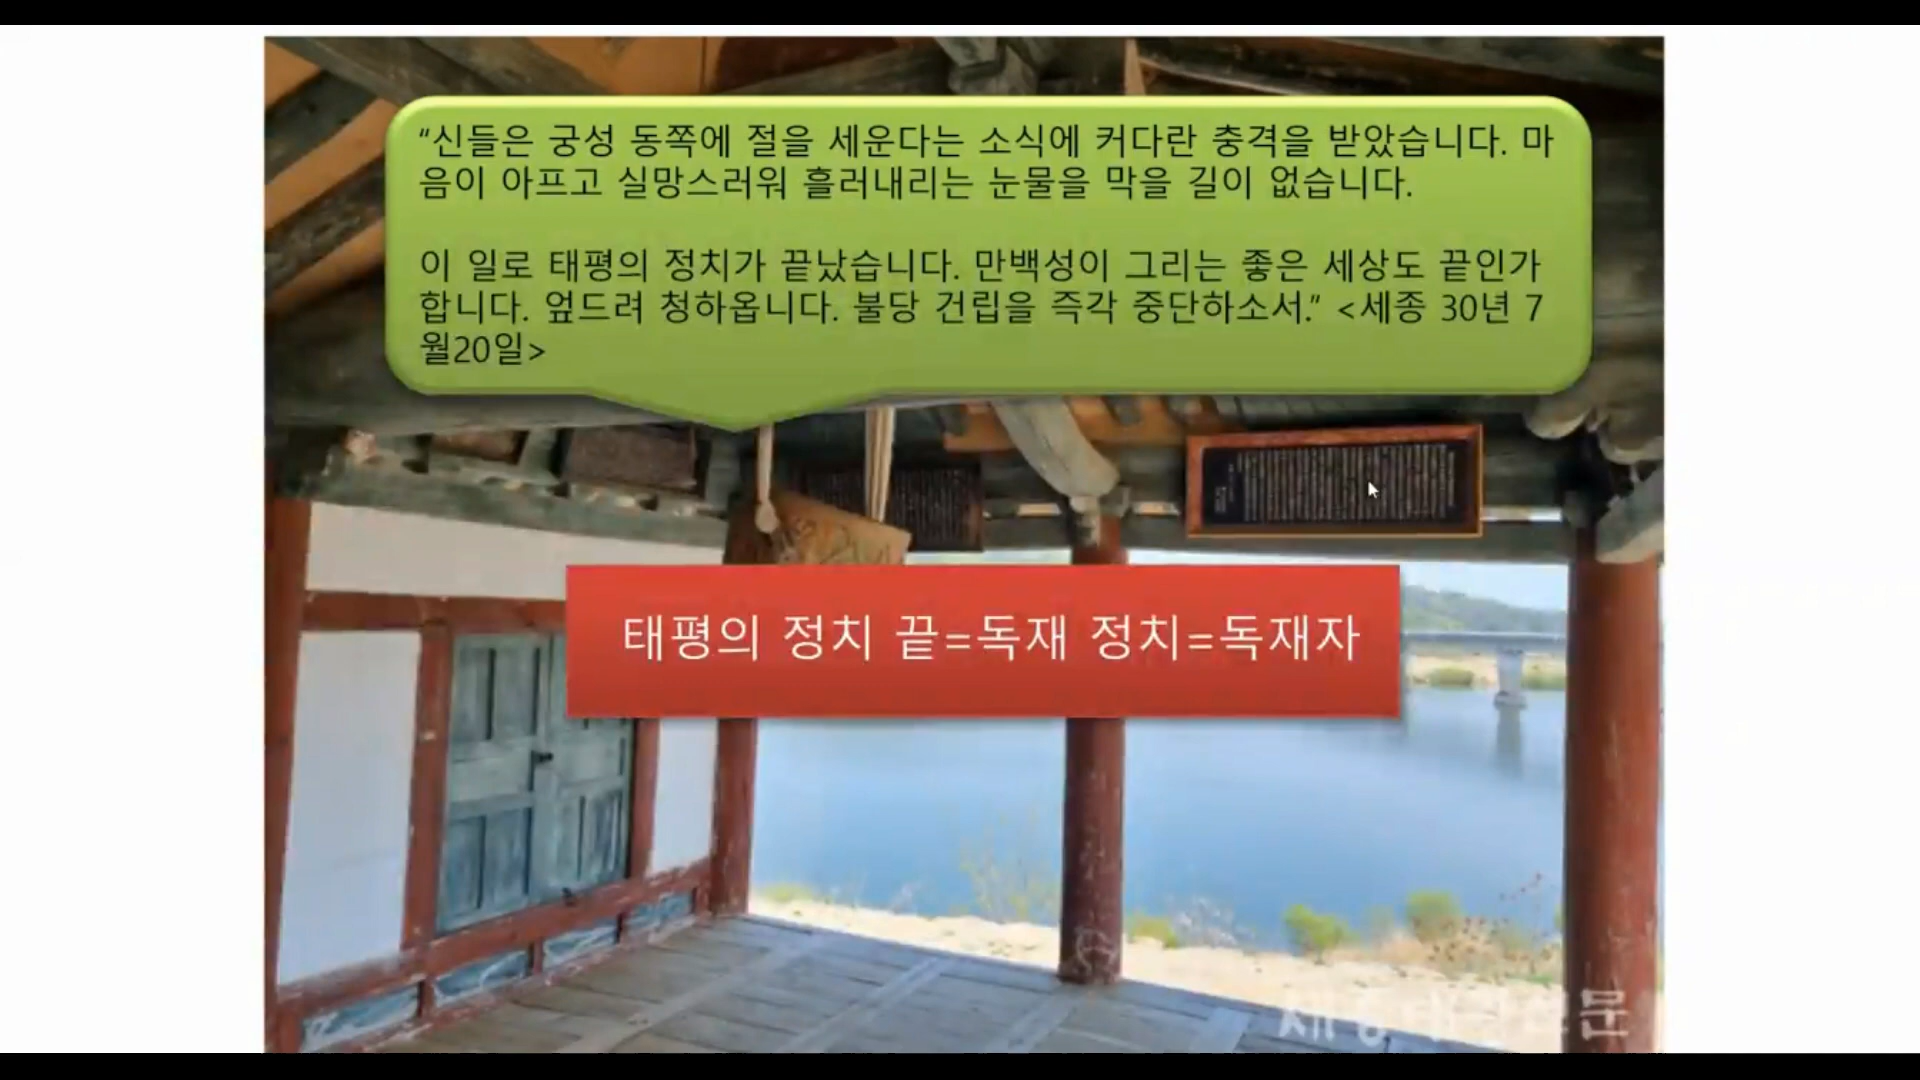 “신들은 궁성 동쪽에 절을 세운다는 소식에 커다란 충격을 받았습니다. 마
음이 아프고 실망스러워 흘러내리는 눈물을 막을 길이 없습니다.
이 일로 태평의 정치가 끝났습니다. 만백성이 그리는 좋은 세상도 끝인가
합니다. 엎드려 청하옵니다. 불당 건립을 즉각 중단하소서.” <세종 30년 7
월20일>
태평의 정치 끝=독재 정치=독재자